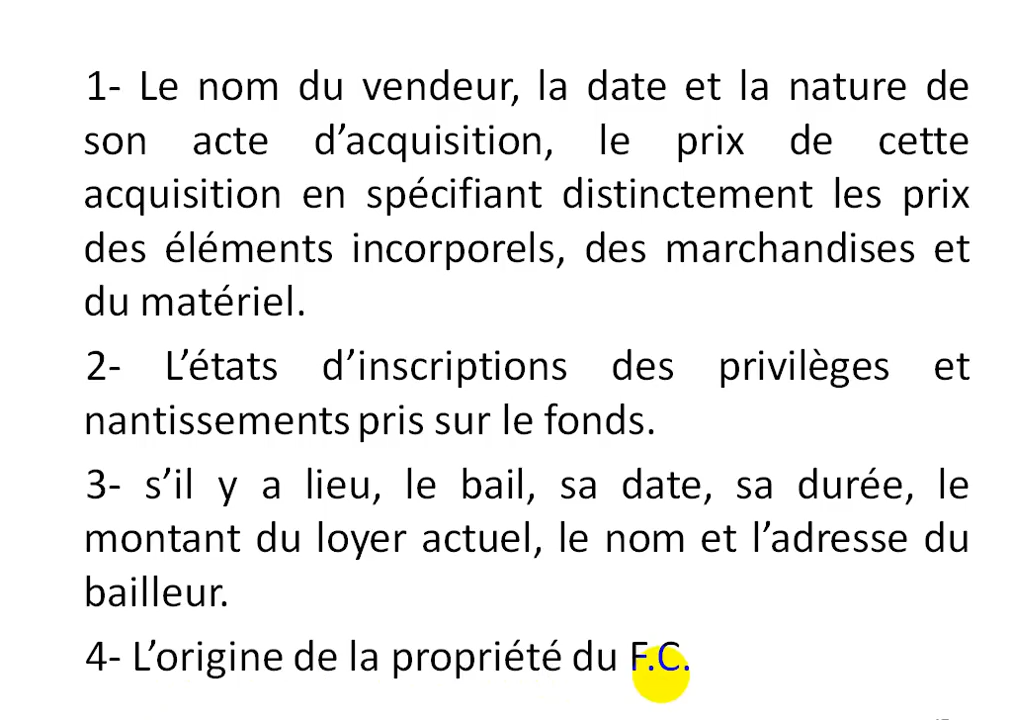 1- Le nom du vendeur, la date et la nature de
son acte d’acquisition, le prix de cette
acquisition en spécifiant distinctement les prix
des éléments incorporels, des marchandises et
du matériel.
2- L’états d’inscriptions des privilèges et
nantissements pris sur le fonds.
3- s’il y a lieu, le bail, sa date, sa durée, le
montant du loyer actuel, le nom et l’adresse du
bailleur.
4- L’origine de la propriété du F.C.